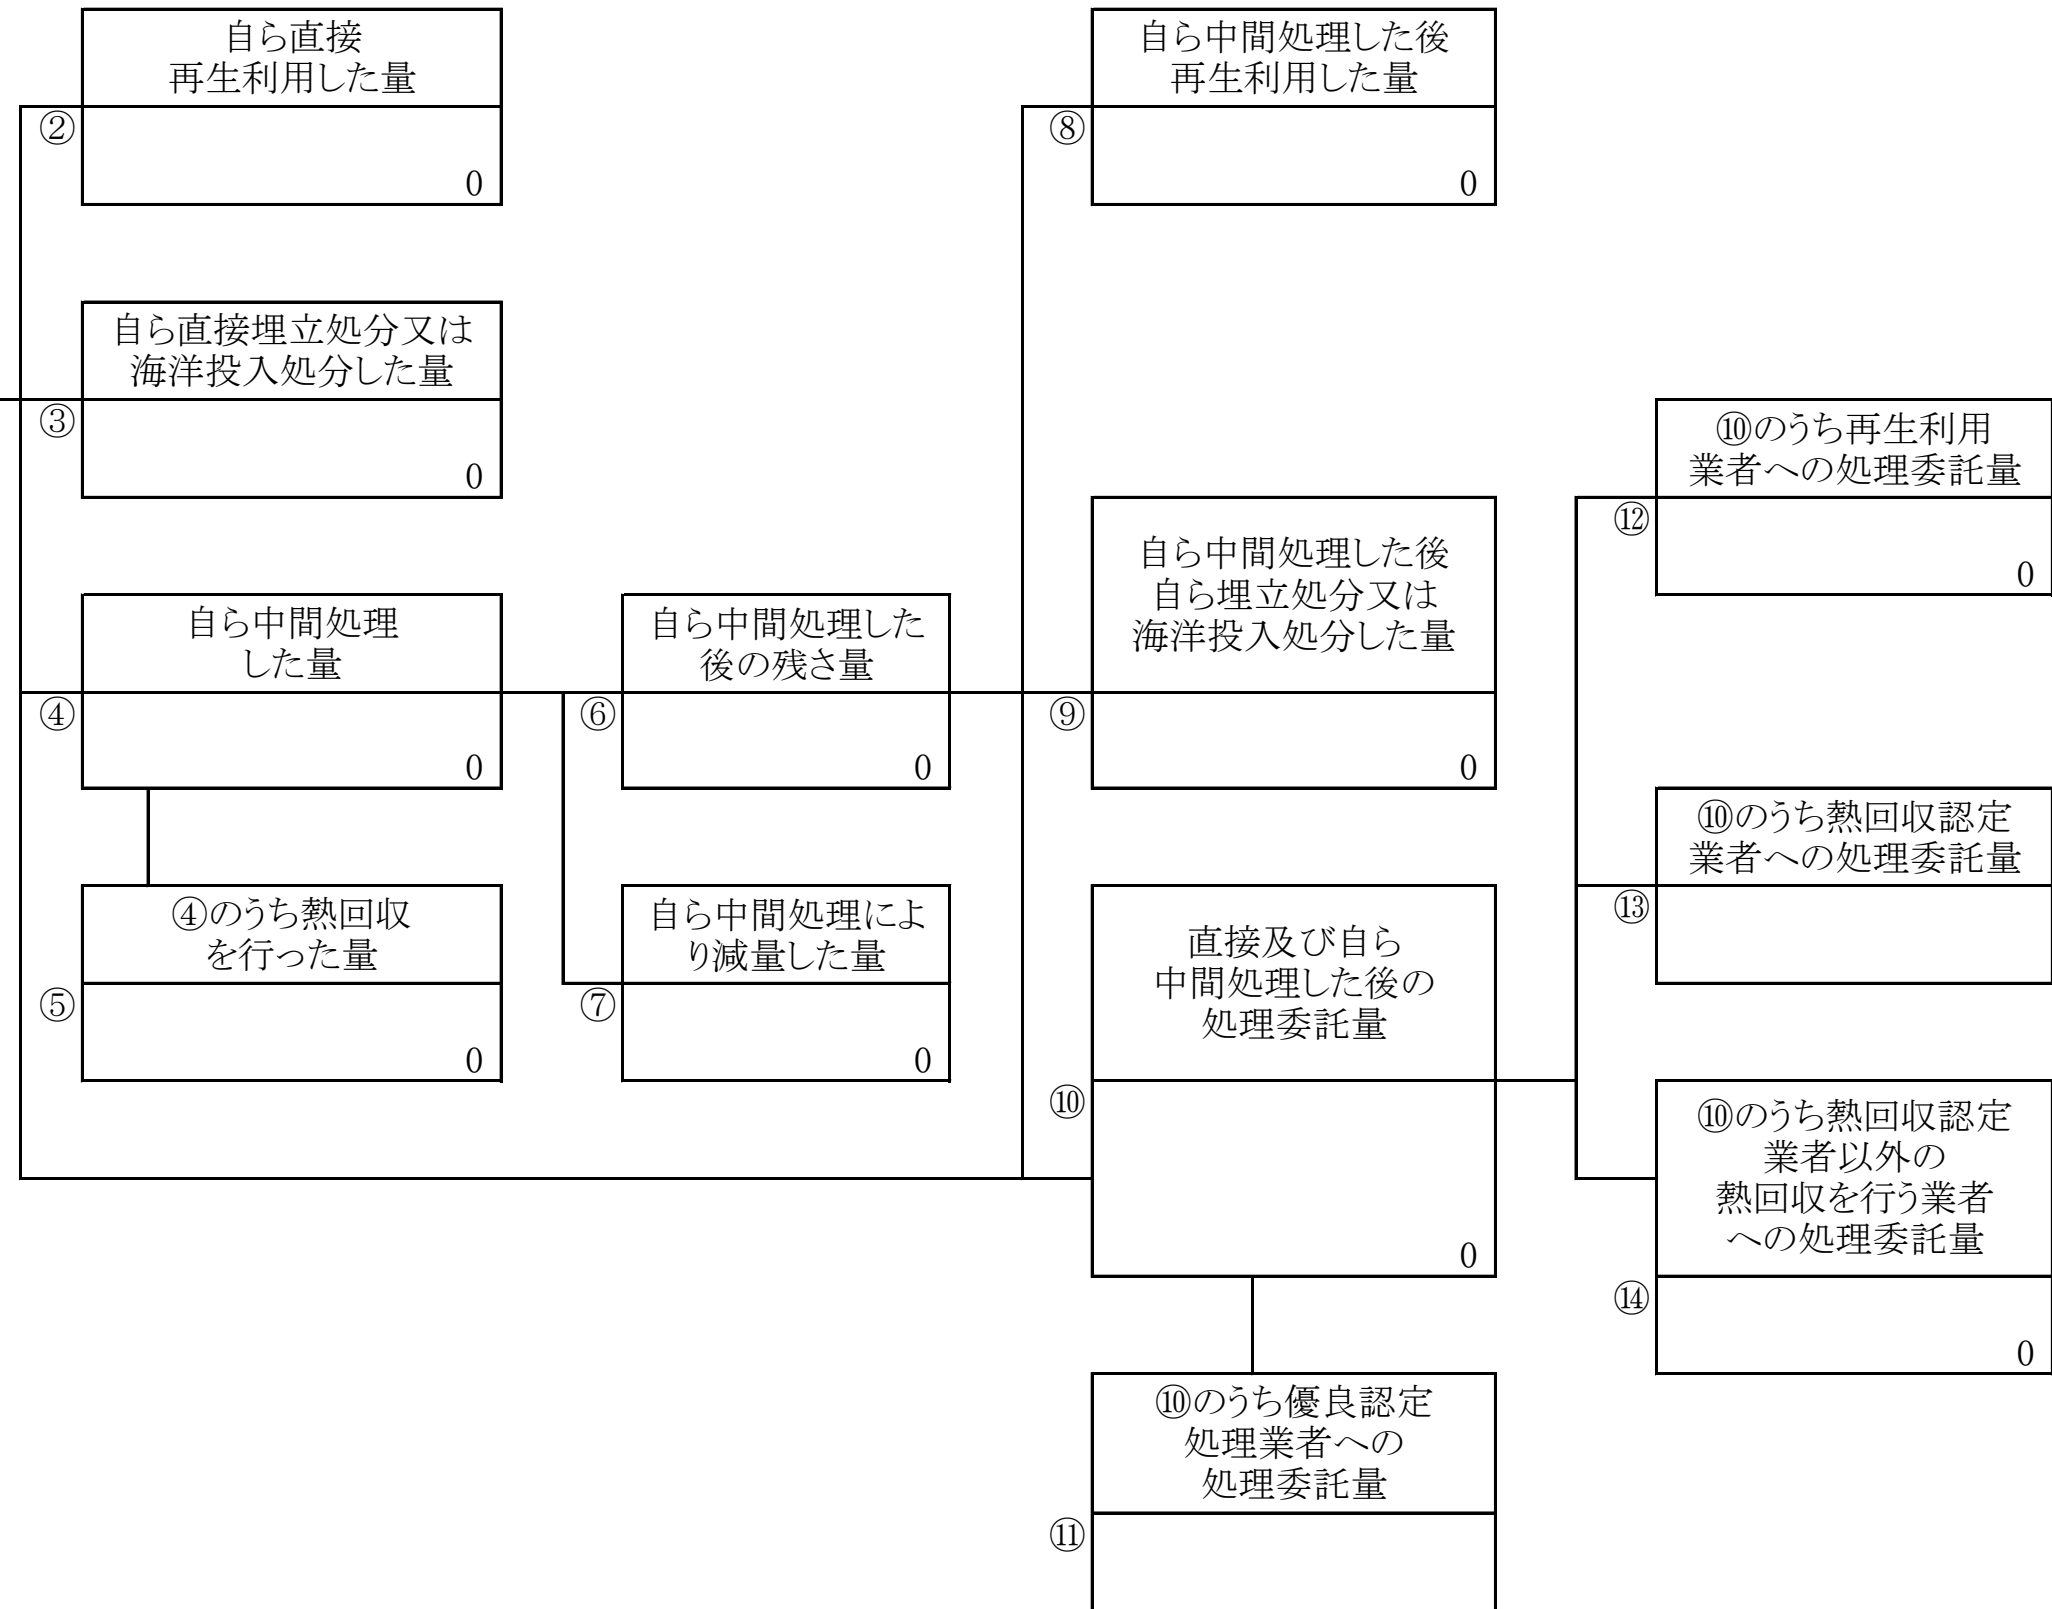 自ら直接
再生利用した量
②
0
自ら中間処理した後
再生利用した量
⑧
0
自ら直接埋立処分又は
海洋投入処分した量
③
0
⑩のうち再生利用
業者への処理委託量
⑫
0
自ら中間処理
した量
④
0
自ら中間処理した
後の残さ量
⑥
0
自ら中間処理した後
自ら埋立処分又は
海洋投入処分した量
⑨
0
⑩のうち熱回収認定
業者への処理委託量
⑬
④のうち熱回収
を行った量
⑤
0
自ら中間処理によ
り減量した量
⑦
0
直接及び自ら
中間処理した後の
処理委託量
⑩
0
⑩のうち熱回収認定
業者以外の
熱回収を行う業者
への処理委託量
⑭
0
⑩のうち優良認定
処理業者への
処理委託量
⑪